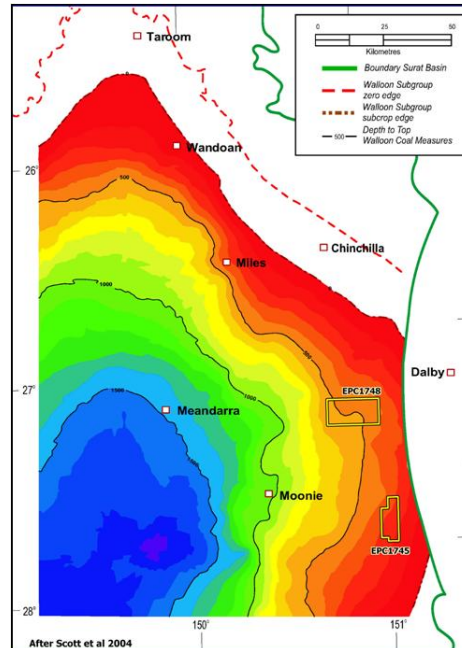 0 25 50
Kilometres
Boundary Surat Basin
Walloon Subgroup
zero edge
Walloon Subgroup
subcrop edge
500
Depth to Top
Walloon Coal Measures
Taroom
0
Wandoan
26°
500
Chinchilla
Miles
1000
500
Dalby
27°
EPC1748
1500
1000
Meandarra
1500
Moonie
EPC1745
28°
150°
151°
After Scott et al 2004